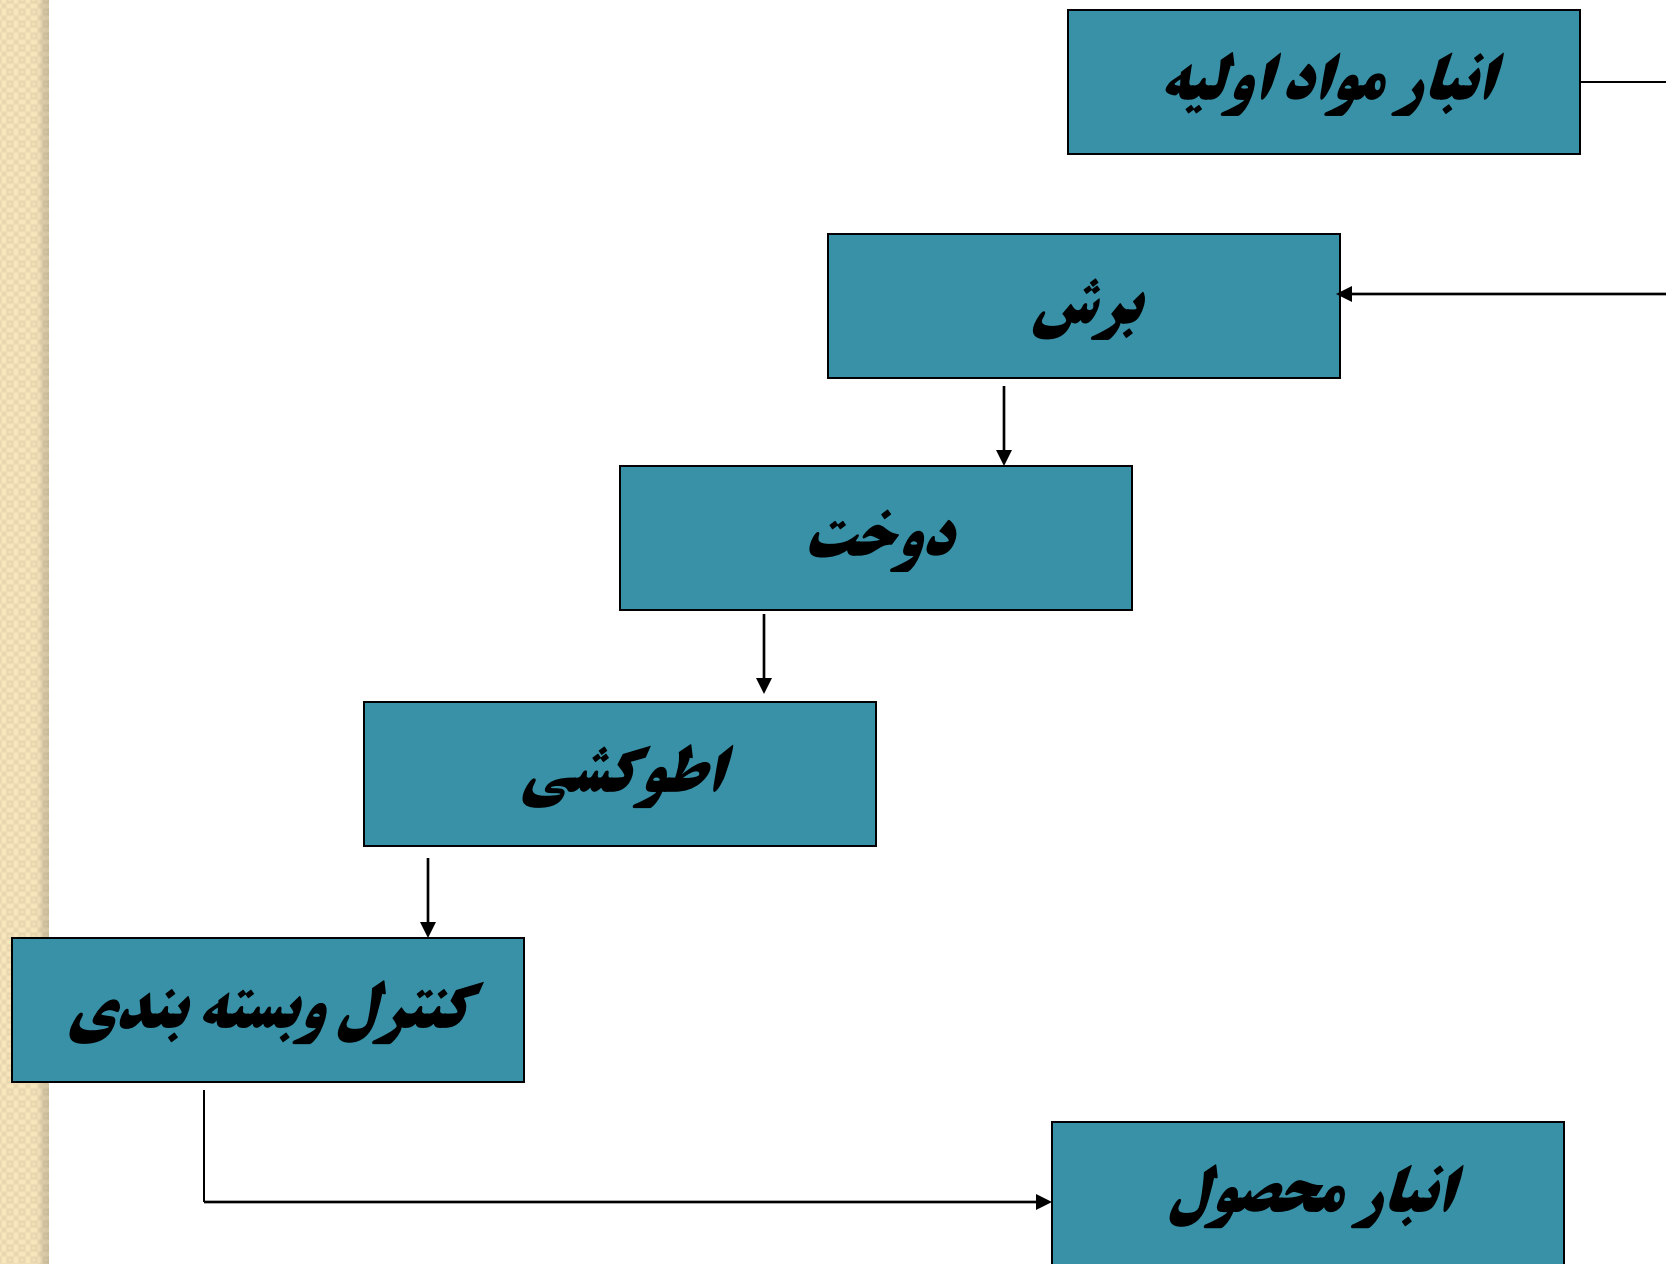 انبار مواد اولیه
برش
دوخت
اطوکشی
کنترل وبسته بندی
انبار محصول